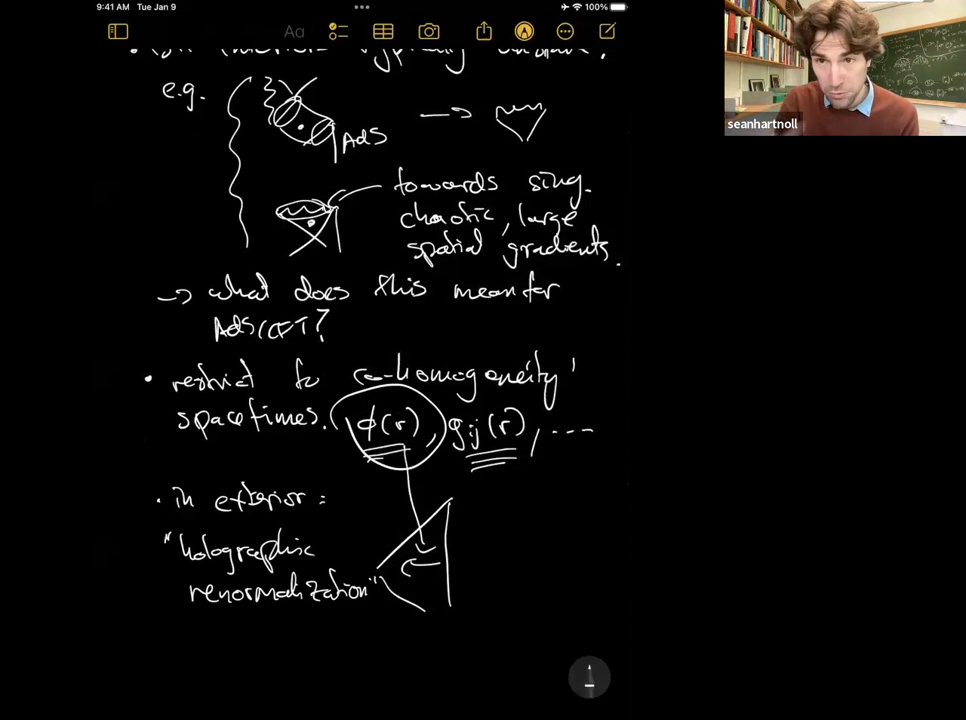 9:41 AM Tue Jan 9
100%
Aa
e.g.
AdS
seanhartnoll
towards sing.
chaotic, large
spatial gradients.
→ what does this mean for
AdS/CFT?
• restrict to co-homogeneity 1
spacetimes. ϕ(r), gij(r), ...
• in exterior:
"holographic
renormalization"